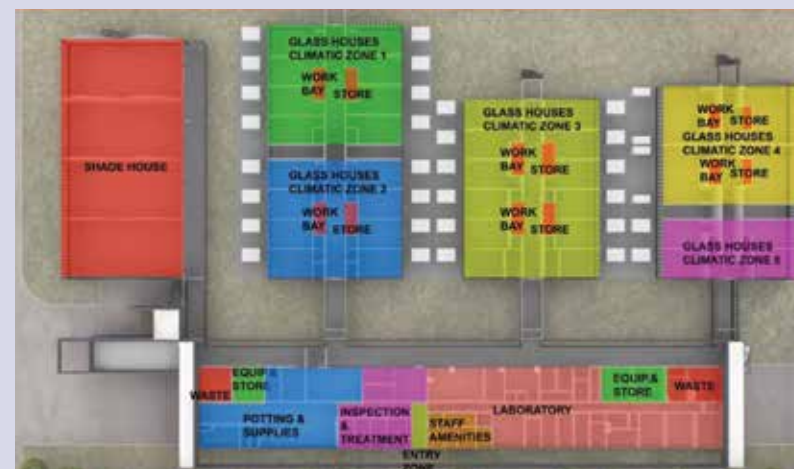 GLASS HOUSES
CLIMATIC ZONE 1
WORK
BAY STORE
SHADE HOUSE
GLASS HOUSES
CLIMATIC ZONE 2
WORK
BAY STORE
GLASS HOUSES
CLIMATIC ZONE 3
WORK
BAY STORE
WORK
BAY STORE
WORK
BAY STORE
GLASS HOUSES
CLIMATIC ZONE 4
WORK
BAY STORE
GLASS HOUSES
CLIMATIC ZONE 5
WASTE
EQUIP.&
STORE
POTTING &
SUPPLIES
INSPECTION
&
TREATMENT
STAFF
AMENITIES
LABORATORY
EQUIP.&
STORE
WASTE
ENTRY
ZONE